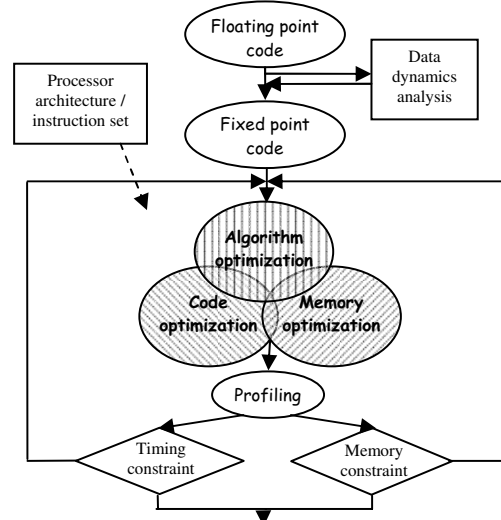 Floating point
code
Data
dynamics
analysis
Processor
architecture /
instruction set
Fixed point
code
Algorithm
optimization
Code
optimization
Memory
optimization
Profiling
Timing
constraint
Memory
constraint